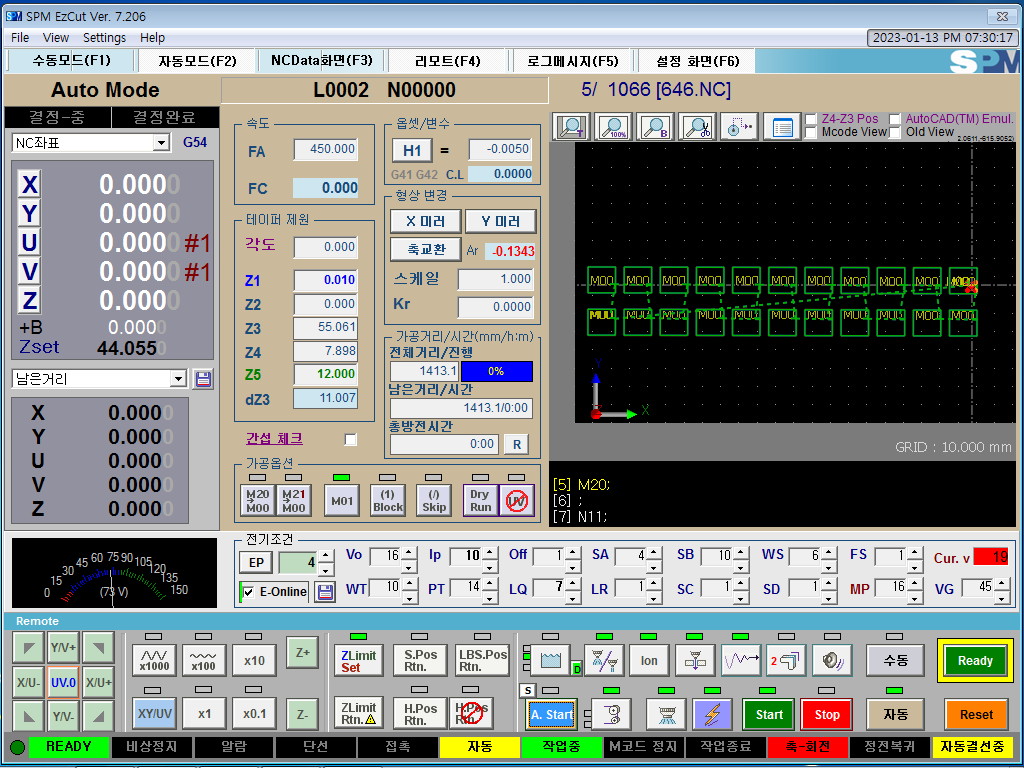 SPM EzCut Ver. 7.206
File View Settings Help
2023-01-13 PM 07:30:17
수동모드(F1) 자동모드(F2) NCData화면(F3) 리모트(F4) 로그메시지(F5) 설정 화면(F6) SPM
Auto Mode L0002 N00000 5/ 1066 [646.NC]
결정-중 결정완료
NC좌표 G54
X 0.0000
Y 0.0000
U 0.0000 #1
V 0.0000 #1
Z 0.0000
+B 0.0000
Zset 44.0550
남은거리
X 0.0000
Y 0.0000
U 0.0000
V 0.0000
Z 0.0000
속도
FA 450.000
FC 0.000
테이퍼 제원
각도 0.000
Z1 0.010
Z2 0.000
Z3 55.061
Z4 7.898
Z5 12.000
dZ3 11.007
간섭 체크
옵셋/변수
H1 = -0.0050
G41 G42 C.L 0.0000
형상 변경
X 미러 Y 미러
축교환 Ar -0.1343
스케일 1.000
Kr 0.0000
가공거리/시간(mm/h:m)
전체거리/진행
1413.1 0%
남은거리/시간
1413.1/0:00
총방전시간
0:00 R
가공옵션
M20→M00 M21→M00 M01 (1) Block (/) Skip Dry Run UV
T 100% B
Z4-Z3 Pos AutoCAD(TM) Emul.
Mcode View Old View
M00 M00 M00 M00 M00 M00 M00 M00 M00 M00
M00 M00 M00 M00 M00 M00 M00 M00 M00
Y
X
GRID : 10.000 mm
[5] M20;
[6] ;
[7] N11;
0 15 30 45 60 75 90 105 120 135 150
(73 V)
전기조건
EP 4
E-Online
Vo 16 Ip 10 Off 1 SA 4 SB 10 WS 6 FS 1 Cur. v 19
WT 10 PT 14 LQ 7 LR 1 SC 1 SD 1 MP 16 VG 45
Remote
Y/V+
X/U- UV.0 X/U+
Y/V-
x1000 x100 x10 Z+
XY/UV x1 x0.1 Z-
ZLimit Set S.Pos Rtn. LBS.Pos Rtn.
ZLimit Rtn. H.Pos Rtn.
D Ion 2 수동 Ready
S
A. Start Start Stop 자동 Reset
READY 비상정지 알람 단선 접촉 자동 작업중 M코드 정지 작업종료 축-회전 정전복귀 자동결선중